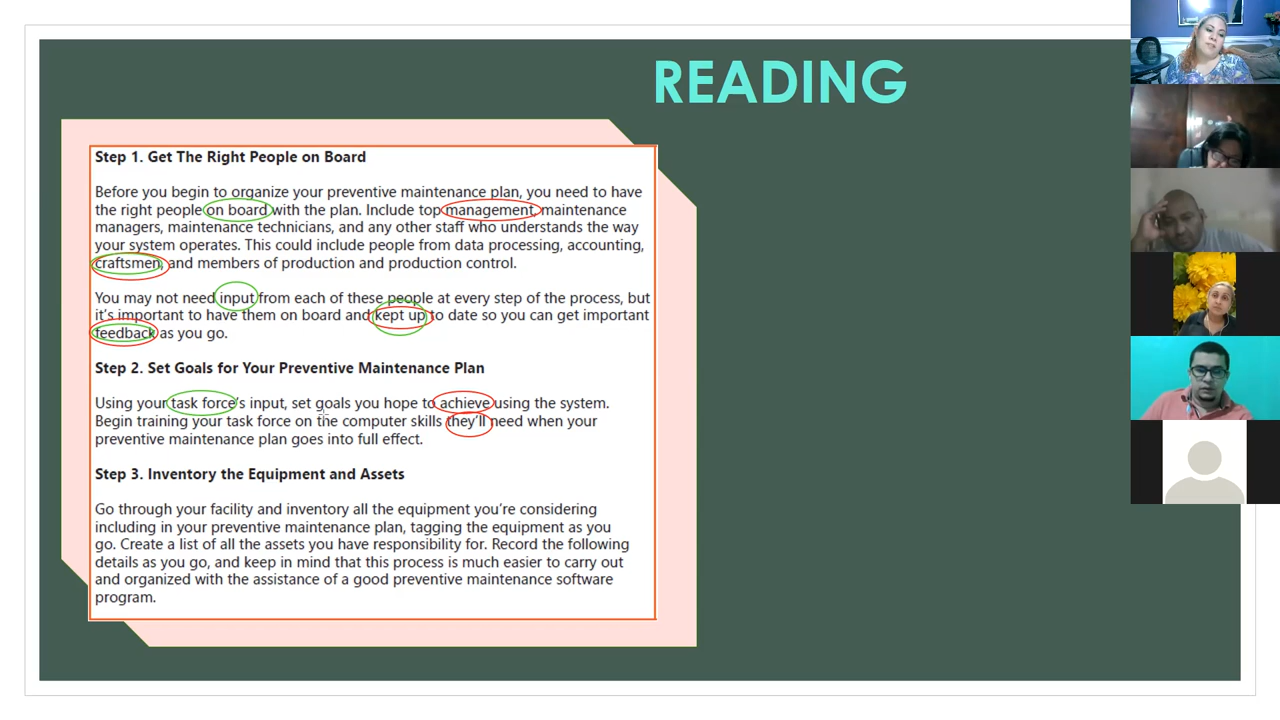 READING
Step 1. Get The Right People on Board
Before you begin to organize your preventive maintenance plan, you need to have
the right people on board with the plan. Include top management, maintenance
managers, maintenance technicians, and any other staff who understands the way
your system operates. This could include people from data processing, accounting,
craftsmen, and members of production and production control.
You may not need input from each of these people at every step of the process, but
it's important to have them on board and kept up to date so you can get important
feedback as you go.
Step 2. Set Goals for Your Preventive Maintenance Plan
Using your task force's input, set goals you hope to achieve using the system.
Begin training your task force on the computer skills they'll need when your
preventive maintenance plan goes into full effect.
Step 3. Inventory the Equipment and Assets
Go through your facility and inventory all the equipment you're considering
including in your preventive maintenance plan, tagging the equipment as you
go. Create a list of all the assets you have responsibility for. Record the following
details as you go, and keep in mind that this process is much easier to carry out
and organized with the assistance of a good preventive maintenance software
program.